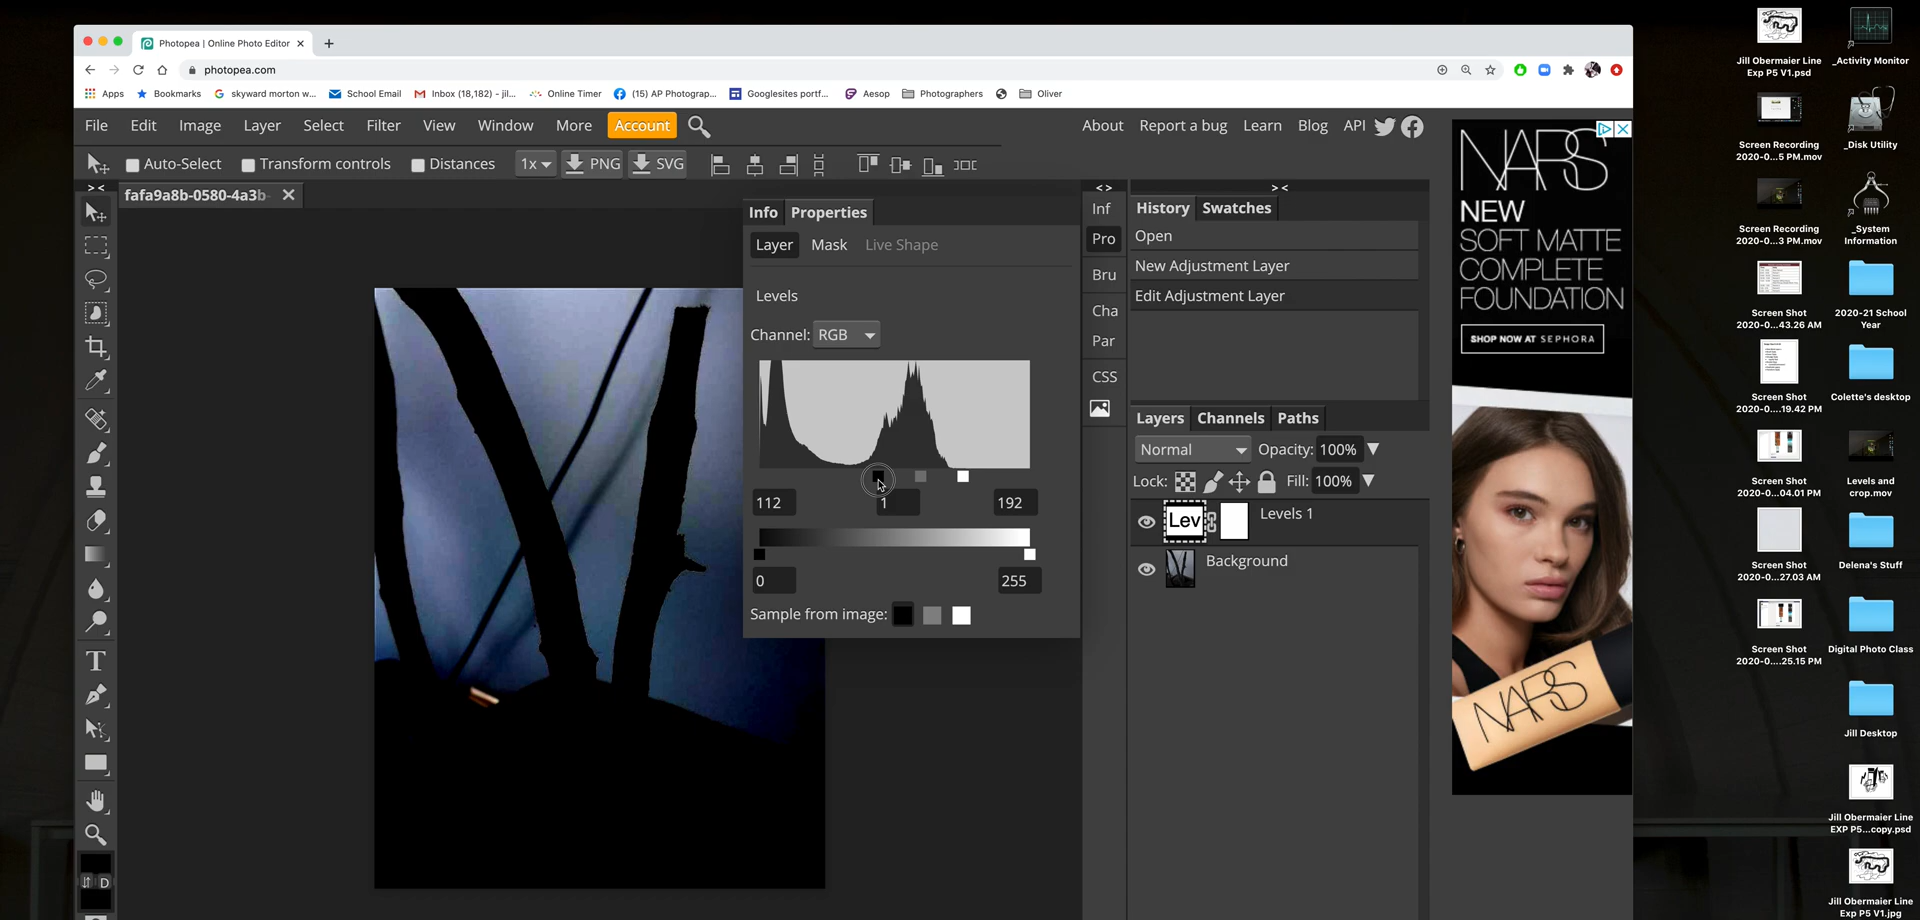 Photopea | Online Photo Editor
photopea.com
Apps
Bookmarks
skyward morton w...
School Email
Inbox (18,182) - jil...
Online Timer
(15) AP Photograp...
Googlesites portf...
Aesop
Photographers
Oliver
File Edit Image Layer Select Filter View Window More Account
About Report a bug Learn Blog API
Auto-Select Transform controls Distances 1x PNG SVG
fafa9a8b-0580-4a3b-
Info Properties
Layer Mask Live Shape
Levels
Channel: RGB
112 1 192
0 255
Sample from image:
Inf
Pro
Bru
Cha
Par
CSS
History Swatches
Open
New Adjustment Layer
Edit Adjustment Layer
Layers Channels Paths
Normal Opacity: 100%
Lock: Fill: 100%
Lev Levels 1
Background
T
D
NARS
NEW
SOFT MATTE
COMPLETE
FOUNDATION
SHOP NOW AT SEPHORA
NARS
Jill Obermaier Line
Exp P5 V1.psd
_Activity Monitor
Screen Recording
2020-0...5 PM.mov
_Disk Utility
Screen Recording
2020-0...3 PM.mov
_System
Information
Screen Shot
2020-0...43.26 AM
2020-21 School
Year
Screen Shot
2020-0....19.42 PM
Colette's desktop
Screen Shot
2020-0....04.01 PM
Levels and
crop.mov
Screen Shot
2020-0...27.03 AM
Delena's Stuff
Screen Shot
2020-0....25.15 PM
Digital Photo Class
Jill Desktop
Jill Obermaier Line
EXP P5...copy.psd
Jill Obermaier Line
EXP P5 V1.jpg